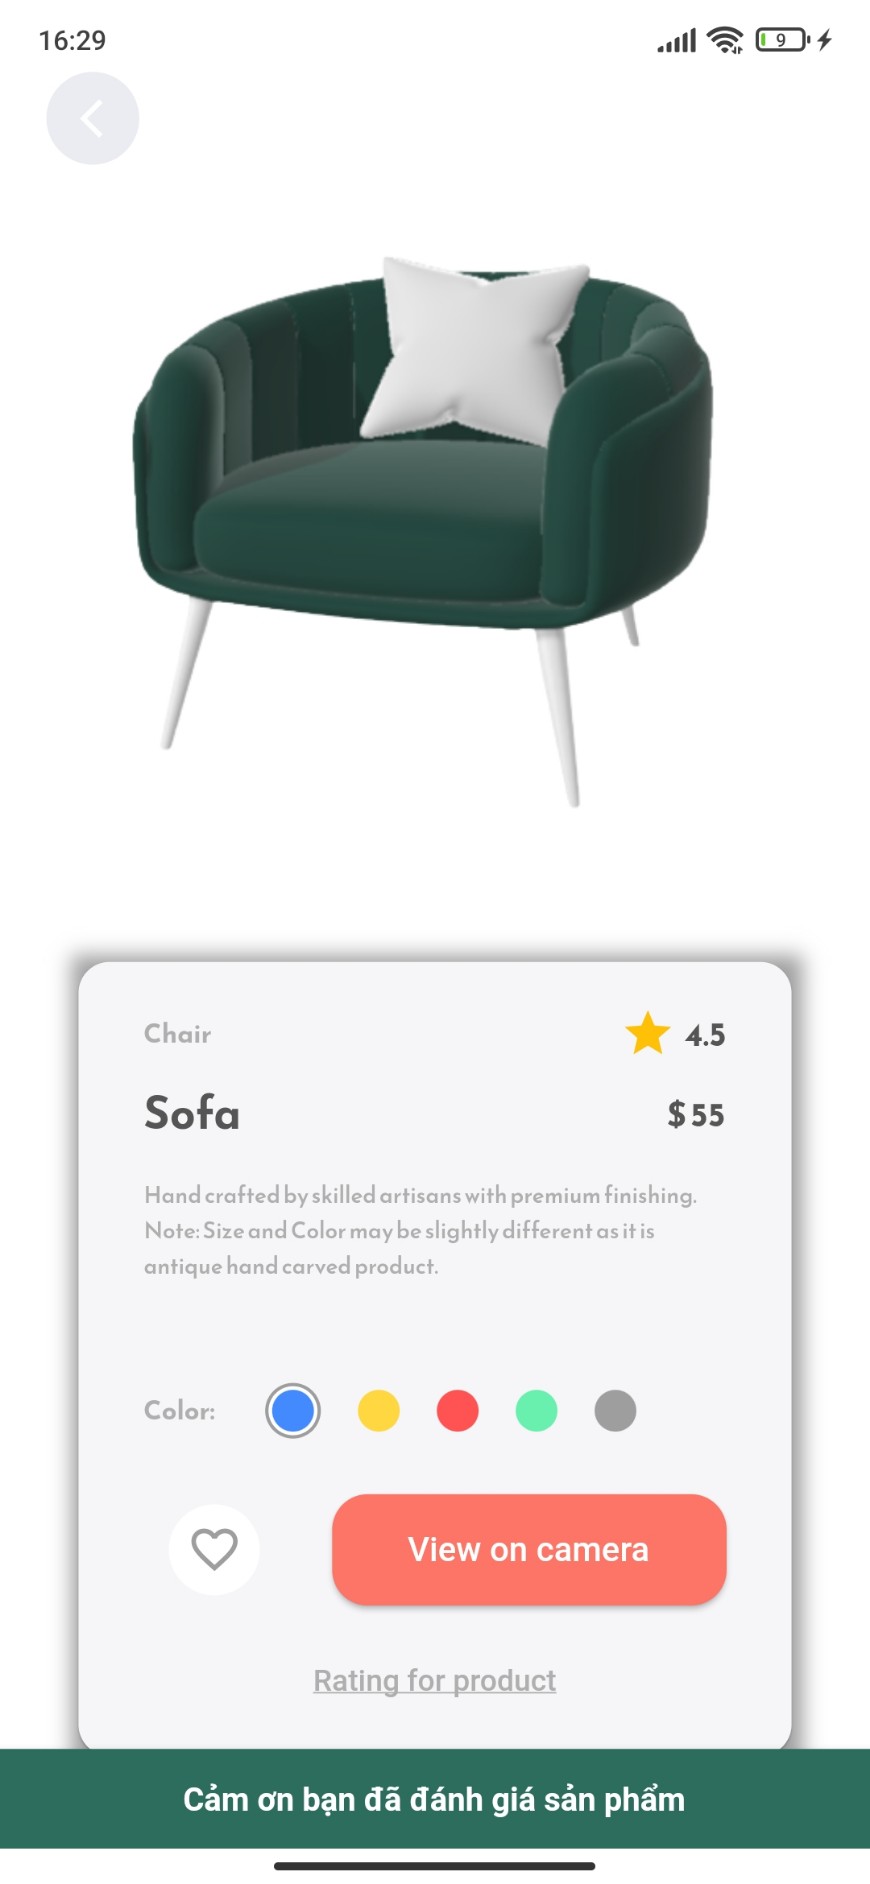 16:29
9
Chair
4.5
Sofa
$55
Hand crafted by skilled artisans with premium finishing.
Note: Size and Color may be slightly different as it is
antique hand carved product.
Color:
View on camera
Rating for product
Cảm ơn bạn đã đánh giá sản phẩm